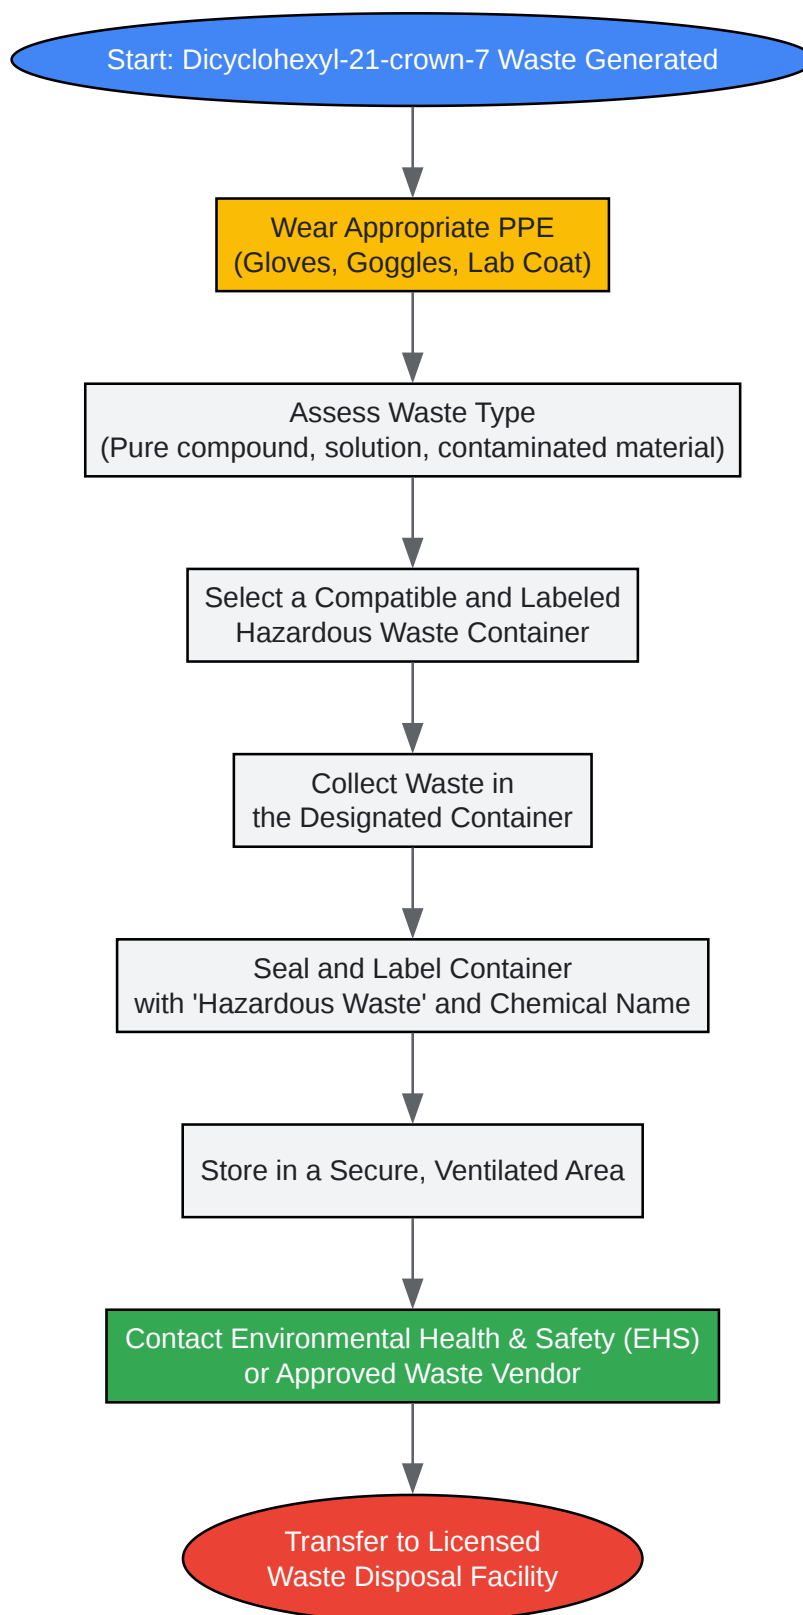 Start: Dicyclohexyl-21-crown-7 Waste Generated
Wear Appropriate PPE
(Gloves, Goggles, Lab Coat)
Assess Waste Type
(Pure compound, solution, contaminated material)
Select a Compatible and Labeled
Hazardous Waste Container
Collect Waste in
the Designated Container
Seal and Label Container
with 'Hazardous Waste' and Chemical Name
Store in a Secure, Ventilated Area
Contact Environmental Health & Safety (EHS)
or Approved Waste Vendor
Transfer to Licensed
Waste Disposal Facility